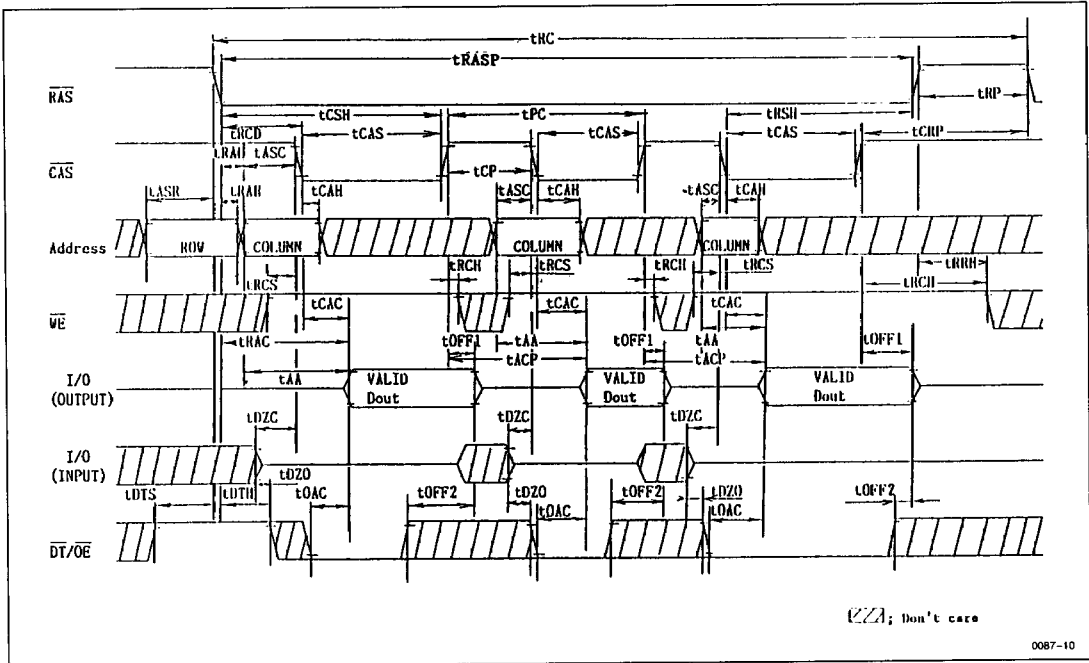 tRC
tRASP
RAS
tRP
tCSH
tPC
tRSH
tRCD
tCAS
tCAS
tCAS
tCRP
tRAH
tASC
CAS
tCP
tASR
tRAH
tCAH
tASC
tCAH
tASC
tCAH
Address
ROW
COLUMN
COLUMN
COLUMN
tRCS
tRCH
tRCS
tRCH
tRCS
tRRH
tRCH
WE
tCAC
tCAC
tCAC
tRAC
tOFF1
tAA
tOFF1
tAA
tOFF1
tACP
tACP
I/O
(OUTPUT)
tAA
VALID
Dout
VALID
Dout
VALID
Dout
tDZC
tDZC
tDZC
I/O
(INPUT)
tDZO
tDTS
tDTH
tOAC
tOFF2
tDZO
tOAC
tOFF2
tDZO
tOAC
tOFF2
DT/OE
; Don't care
0087-10